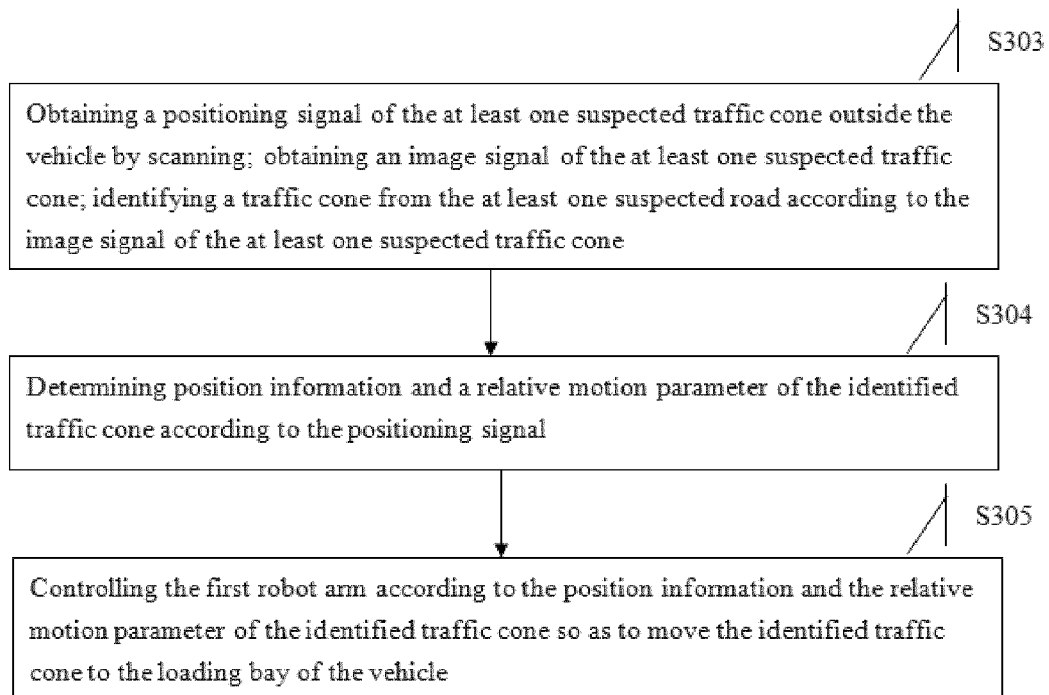 S303
Obtaining a positioning signal of the at least one suspected traffic cone outside the
vehicle by scanning; obtaining an image signal of the at least one suspected traffic
cone; identifying a traffic cone from the at least one suspected road according to the
image signal of the at least one suspected traffic cone
S304
Determining position information and a relative motion parameter of the identified
traffic cone according to the positioning signal
S305
Controlling the first robot arm according to the position information and the relative
motion parameter of the identified traffic cone so as to move the identified traffic
cone to the loading bay of the vehicle